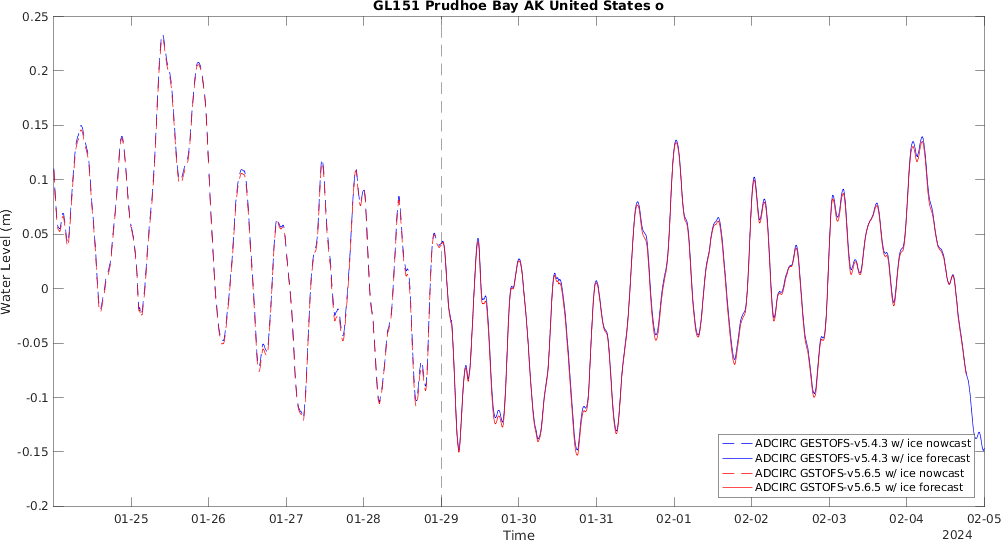 GL151 Prudhoe Bay AK United States o
0.25
0.2
0.15
0.1
0.05
0
-0.05
-0.1
-0.15
-0.2
Water Level (m)
ADCIRC GESTOFS-v5.4.3 w/ ice nowcast
ADCIRC GESTOFS-v5.4.3 w/ ice forecast
ADCIRC GSTOFS-v5.6.5 w/ ice nowcast
ADCIRC GSTOFS-v5.6.5 w/ ice forecast
01-25 01-26 01-27 01-28 01-29 01-30 01-31 02-01 02-02 02-03 02-04 02-05
Time
2024